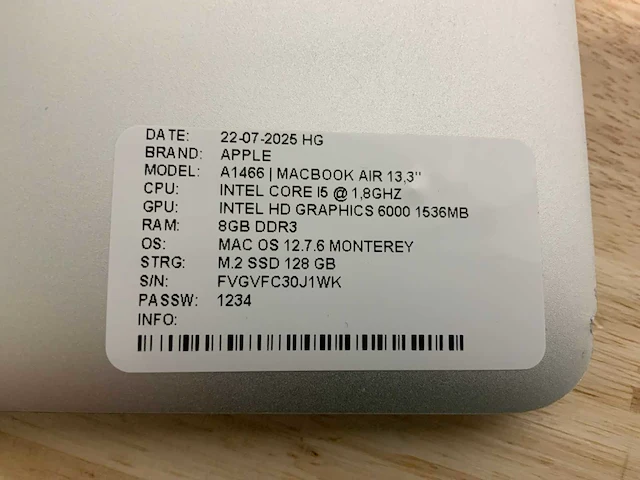 DATE: 22-07-2025 HG
BRAND: APPLE
MODEL: A1466 | MACBOOK AIR 13,3"
CPU: INTEL CORE I5 @ 1,8GHZ
GPU: INTEL HD GRAPHICS 6000 1536MB
RAM: 8GB DDR3
OS: MAC OS 12.7.6 MONTEREY
STRG: M.2 SSD 128 GB
S/N: FVGVFC30J1WK
PASSW: 1234
INFO: